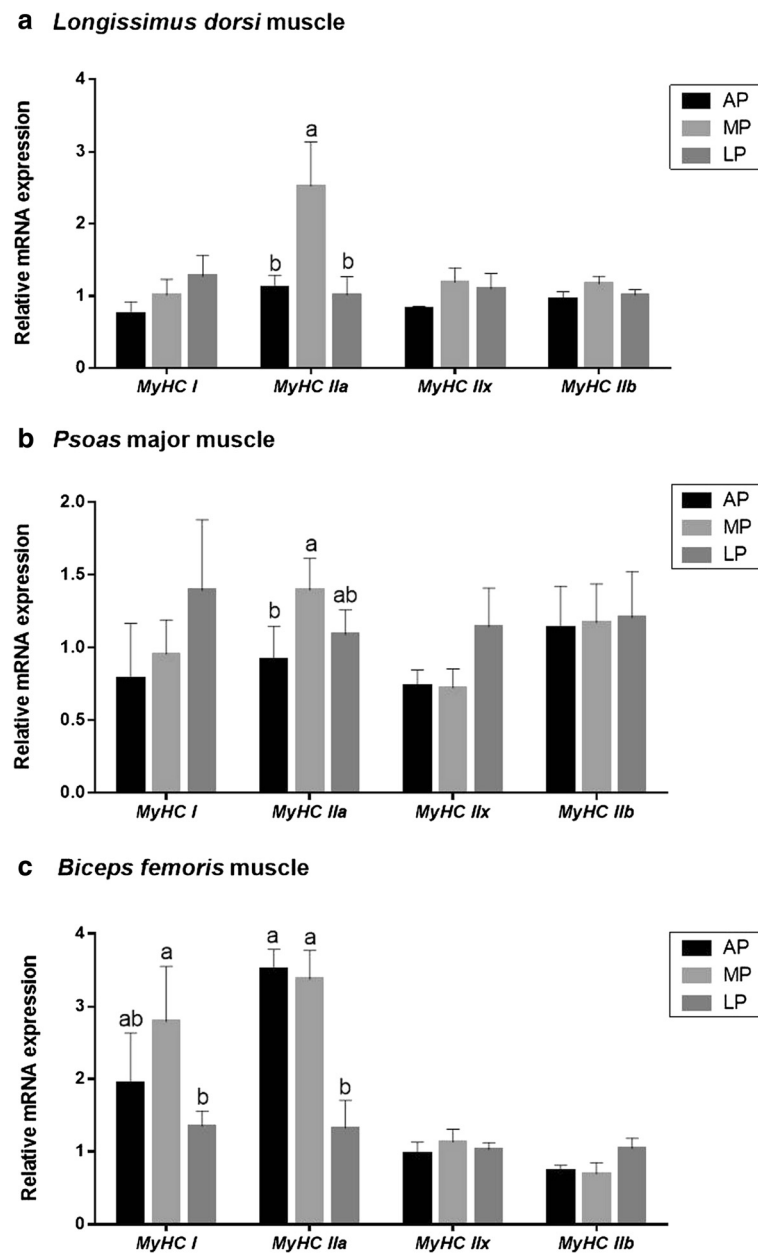 a Longissimus dorsi muscle
Relative mRNA expression
4
3
2
1
0
b
a
b
MyHC I
MyHC IIa
MyHC IIx
MyHC IIb
AP
MP
LP
b Psoas major muscle
Relative mRNA expression
2.0
1.5
1.0
0.5
0.0
b
a
ab
MyHC I
MyHC IIa
MyHC IIx
MyHC IIb
AP
MP
LP
c Biceps femoris muscle
Relative mRNA expression
4
3
2
1
0
ab
a
b
a
a
b
MyHC I
MyHC IIa
MyHC IIx
MyHC IIb
AP
MP
LP